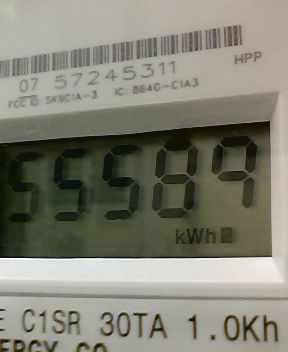 HPP
07 57245311
FCC ID: SK9C1A-3 IC: 864G-C1A3
55589
kWh
E C1SR 30TA 1.0Kh